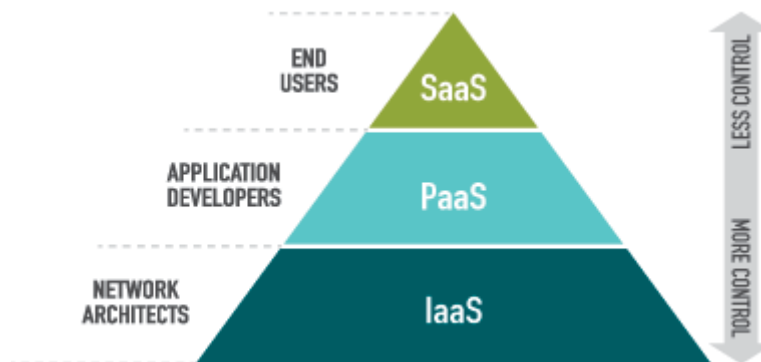 END
USERS
SaaS
LESS CONTROL
APPLICATION
DEVELOPERS
PaaS
NETWORK
ARCHITECTS
IaaS
MORE CONTROL